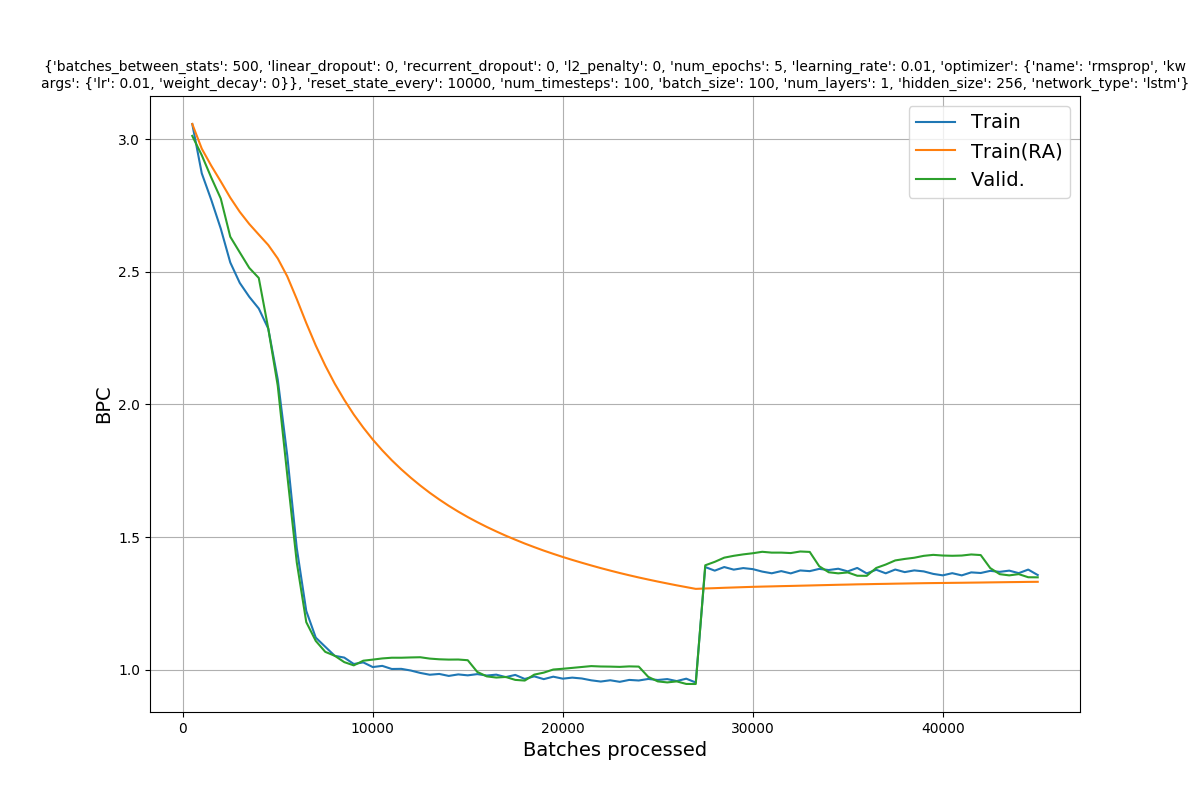 {'batches_between_stats': 500, 'linear_dropout': 0, 'recurrent_dropout': 0, 'l2_penalty': 0, 'num_epochs': 5, 'learning_rate': 0.01, 'optimizer': {'name': 'rmsprop', 'kw
args': {'lr': 0.01, 'weight_decay': 0}}, 'reset_state_every': 10000, 'num_timesteps': 100, 'batch_size': 100, 'num_layers': 1, 'hidden_size': 256, 'network_type': 'lstm'}
Train
Train(RA)
Valid.
3.0
2.5
2.0
1.5
1.0
BPC
0 10000 20000 30000 40000
Batches processed